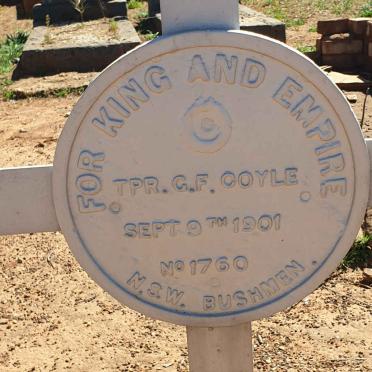 FOR KING AND EMPIRE
TPR. C.F. COYLE.
SEPT. 9TH 1901
No 1760
N.S.W. BUSHMEN.